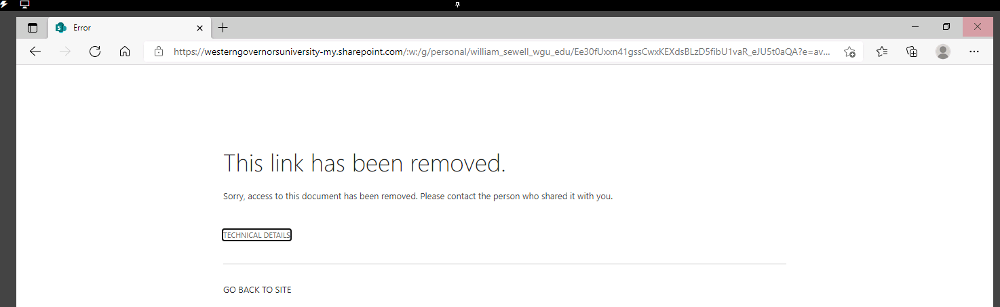 Error
https://westerngovernorsuniversity-my.sharepoint.com/:w:/g/personal/william_sewell_wgu_edu/Ee30fUxxn41gssCwxKEXdsBLzD5fibU1vaR_eJU5t0aQA?e=av...
This link has been removed.
Sorry, access to this document has been removed. Please contact the person who shared it with you.
TECHNICAL DETAILS
GO BACK TO SITE